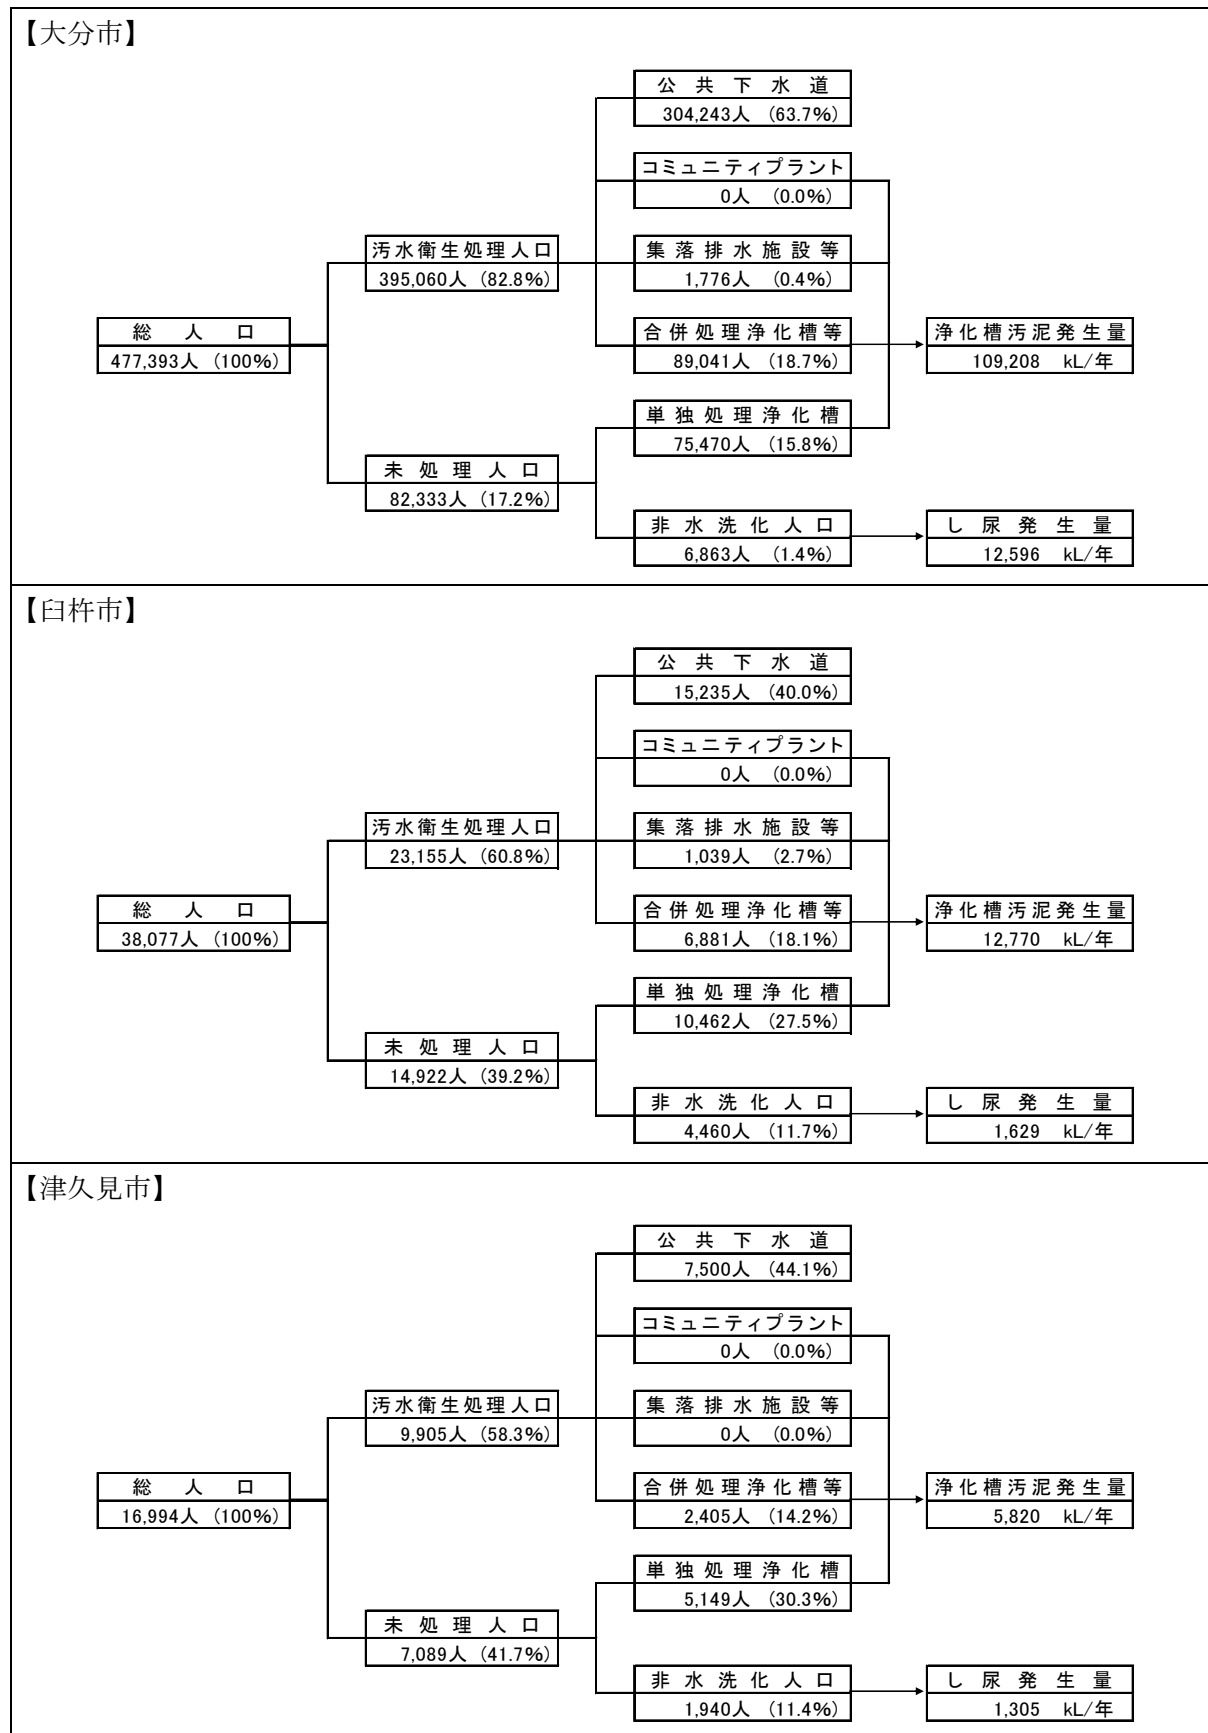 【大分市】
公共下水道
304,243人 (63.7%)
コミュニティプラント
0人 (0.0%)
汚水衛生処理人口
395,060人 (82.8%)
集落排水施設等
1,776人 (0.4%)
総人口
477,393人 (100%)
合併処理浄化槽等
89,041人 (18.7%)
浄化槽汚泥発生量
109,208 kL/年
単独処理浄化槽
75,470人 (15.8%)
未処理人口
82,333人 (17.2%)
非水洗化人口
6,863人 (1.4%)
し尿発生量
12,596 kL/年
【臼杵市】
公共下水道
15,235人 (40.0%)
コミュニティプラント
0人 (0.0%)
汚水衛生処理人口
23,155人 (60.8%)
集落排水施設等
1,039人 (2.7%)
総人口
38,077人 (100%)
合併処理浄化槽等
6,881人 (18.1%)
浄化槽汚泥発生量
12,770 kL/年
単独処理浄化槽
10,462人 (27.5%)
未処理人口
14,922人 (39.2%)
非水洗化人口
4,460人 (11.7%)
し尿発生量
1,629 kL/年
【津久見市】
公共下水道
7,500人 (44.1%)
コミュニティプラント
0人 (0.0%)
汚水衛生処理人口
9,905人 (58.3%)
集落排水施設等
0人 (0.0%)
総人口
16,994人 (100%)
合併処理浄化槽等
2,405人 (14.2%)
浄化槽汚泥発生量
5,820 kL/年
単独処理浄化槽
5,149人 (30.3%)
未処理人口
7,089人 (41.7%)
非水洗化人口
1,940人 (11.4%)
し尿発生量
1,305 kL/年